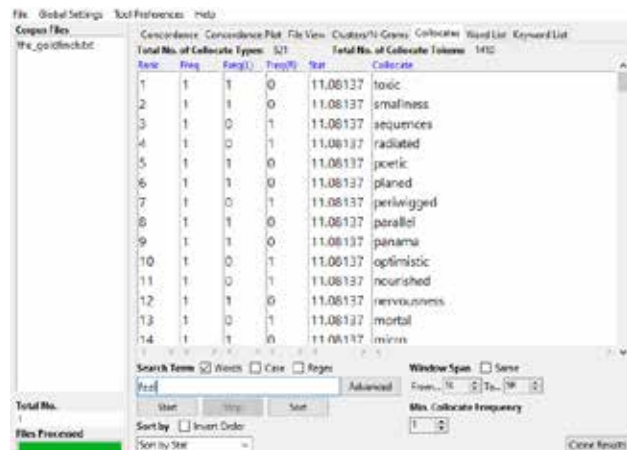 File Global Settings Tool Preferences Help
Corpus Files
the_goldfinch.txt
Concordance Concordance Plot File View Clusters/N-Grams Collocates Word List Keyword List
Total No. of Collocate Types: 521 Total No. of Collocate Tokens: 1410
Rank Freq Freq(L) Freq(R) Stat Collocate
1 1 1 0 11.08137 toxic
2 1 1 0 11.08137 smallness
3 1 0 1 11.08137 sequences
4 1 0 1 11.08137 radiated
5 1 1 0 11.08137 poetic
6 1 1 0 11.08137 planed
7 1 0 1 11.08137 periwigged
8 1 1 0 11.08137 parallel
9 1 1 0 11.08137 panama
10 1 0 1 11.08137 optimistic
11 1 0 1 11.08137 nourished
12 1 1 0 11.08137 nervousness
13 1 0 1 11.08137 mortal
14 1 1 0 11.08137 micro
Search Term Words Case Regex
feel Advanced
Start Stop Sort
Sort by Invert Order
Sort by Stat
Window Span Same
From... To...
Min. Collocate Frequency
1
Total No.
1
Files Processed
Clone Results